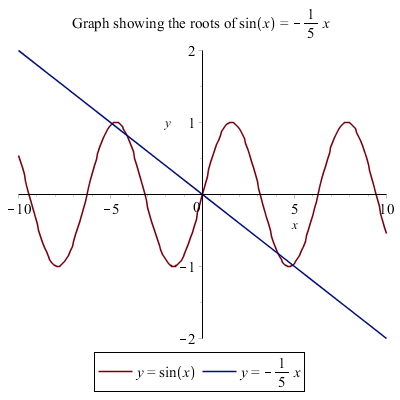 Graph showing the roots of sin(x) = - 1/5 x
2
y
1
-10 -5 0 5 10
x
-1
-2
y = sin(x) y = - 1/5 x